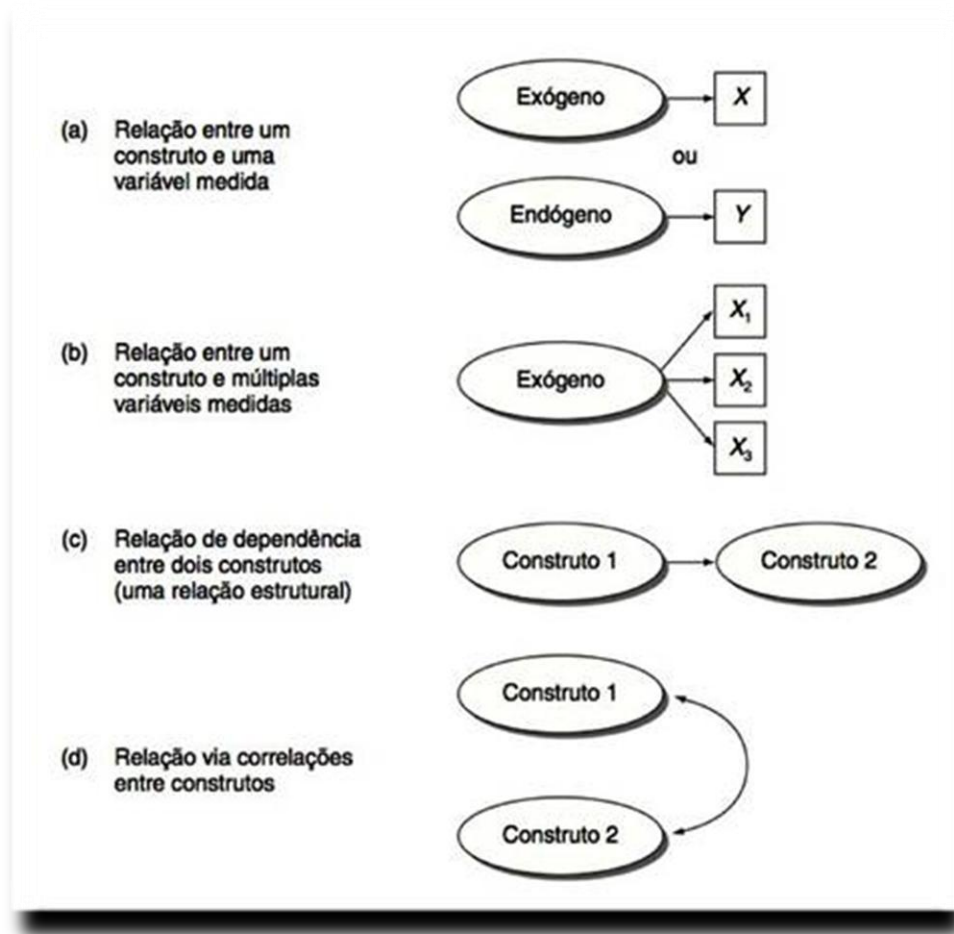 (a) Relação entre um
construto e uma
variável medida
Exógeno
X
ou
Endógeno
Y
(b) Relação entre um
construto e múltiplas
variáveis medidas
Exógeno
X₁
X₂
X₃
(c) Relação de dependência
entre dois construtos
(uma relação estrutural)
Construto 1
Construto 2
(d) Relação via correlações
entre construtos
Construto 1
Construto 2